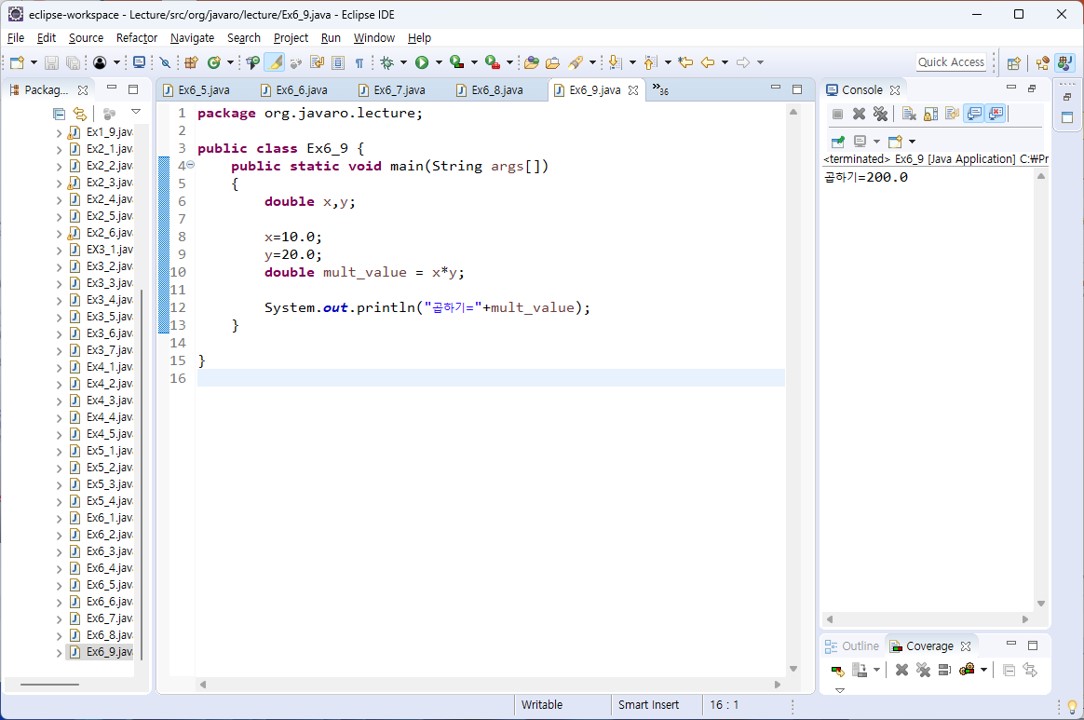 eclipse-workspace - Lecture/src/org/javaro/lecture/Ex6_9.java - Eclipse IDE
File Edit Source Refactor Navigate Search Project Run Window Help
Quick Access
Packag...
Ex1_9.jav
Ex2_1.jav
Ex2_2.jav
Ex2_3.jav
Ex2_4.jav
Ex2_5.jav
Ex2_6.jav
EX3_1.jav
Ex3_2.jav
Ex3_3.jav
Ex3_4.jav
Ex3_5.jav
Ex3_6.jav
Ex3_7.jav
Ex4_1.jav
Ex4_2.jav
Ex4_3.jav
Ex4_4.jav
Ex4_5.jav
Ex5_1.jav
Ex5_2.jav
Ex5_3.jav
Ex5_4.jav
Ex6_1.jav
Ex6_2.jav
Ex6_3.jav
Ex6_4.jav
Ex6_5.jav
Ex6_6.jav
Ex6_7.jav
Ex6_8.jav
Ex6_9.jav
Ex6_5.java Ex6_6.java Ex6_7.java Ex6_8.java Ex6_9.java »36
1 package org.javaro.lecture;
2
3 public class Ex6_9 {
4 public static void main(String args[])
5 {
6 double x,y;
7
8 x=10.0;
9 y=20.0;
10 double mult_value = x*y;
11
12 System.out.println("곱하기="+mult_value);
13 }
14
15 }
16
Console
<terminated> Ex6_9 [Java Application] C:₩Pr
곱하기=200.0
Outline Coverage
Writable Smart Insert 16 : 1